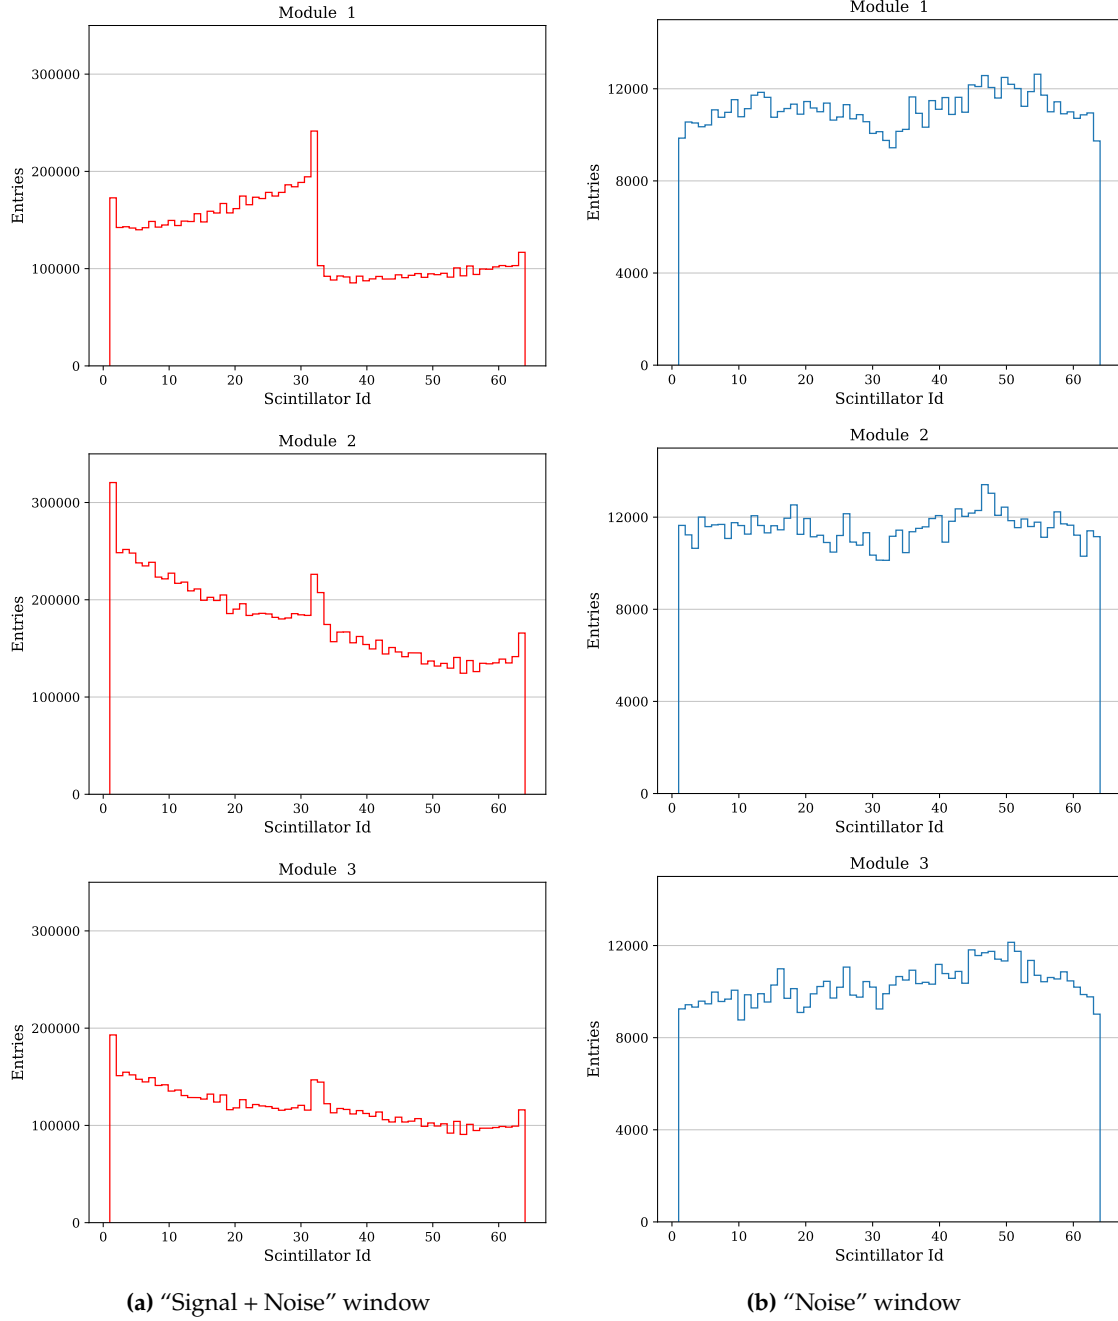 Module 1
300000
200000
100000
0
Entries
0 10 20 30 40 50 60
Scintillator Id
Module 1
12000
8000
4000
0
Entries
0 10 20 30 40 50 60
Scintillator Id
Module 2
300000
200000
100000
0
Entries
0 10 20 30 40 50 60
Scintillator Id
Module 2
12000
8000
4000
0
Entries
0 10 20 30 40 50 60
Scintillator Id
Module 3
300000
200000
100000
0
Entries
0 10 20 30 40 50 60
Scintillator Id
Module 3
12000
8000
4000
0
Entries
0 10 20 30 40 50 60
Scintillator Id
(a) “Signal + Noise” window
(b) “Noise” window